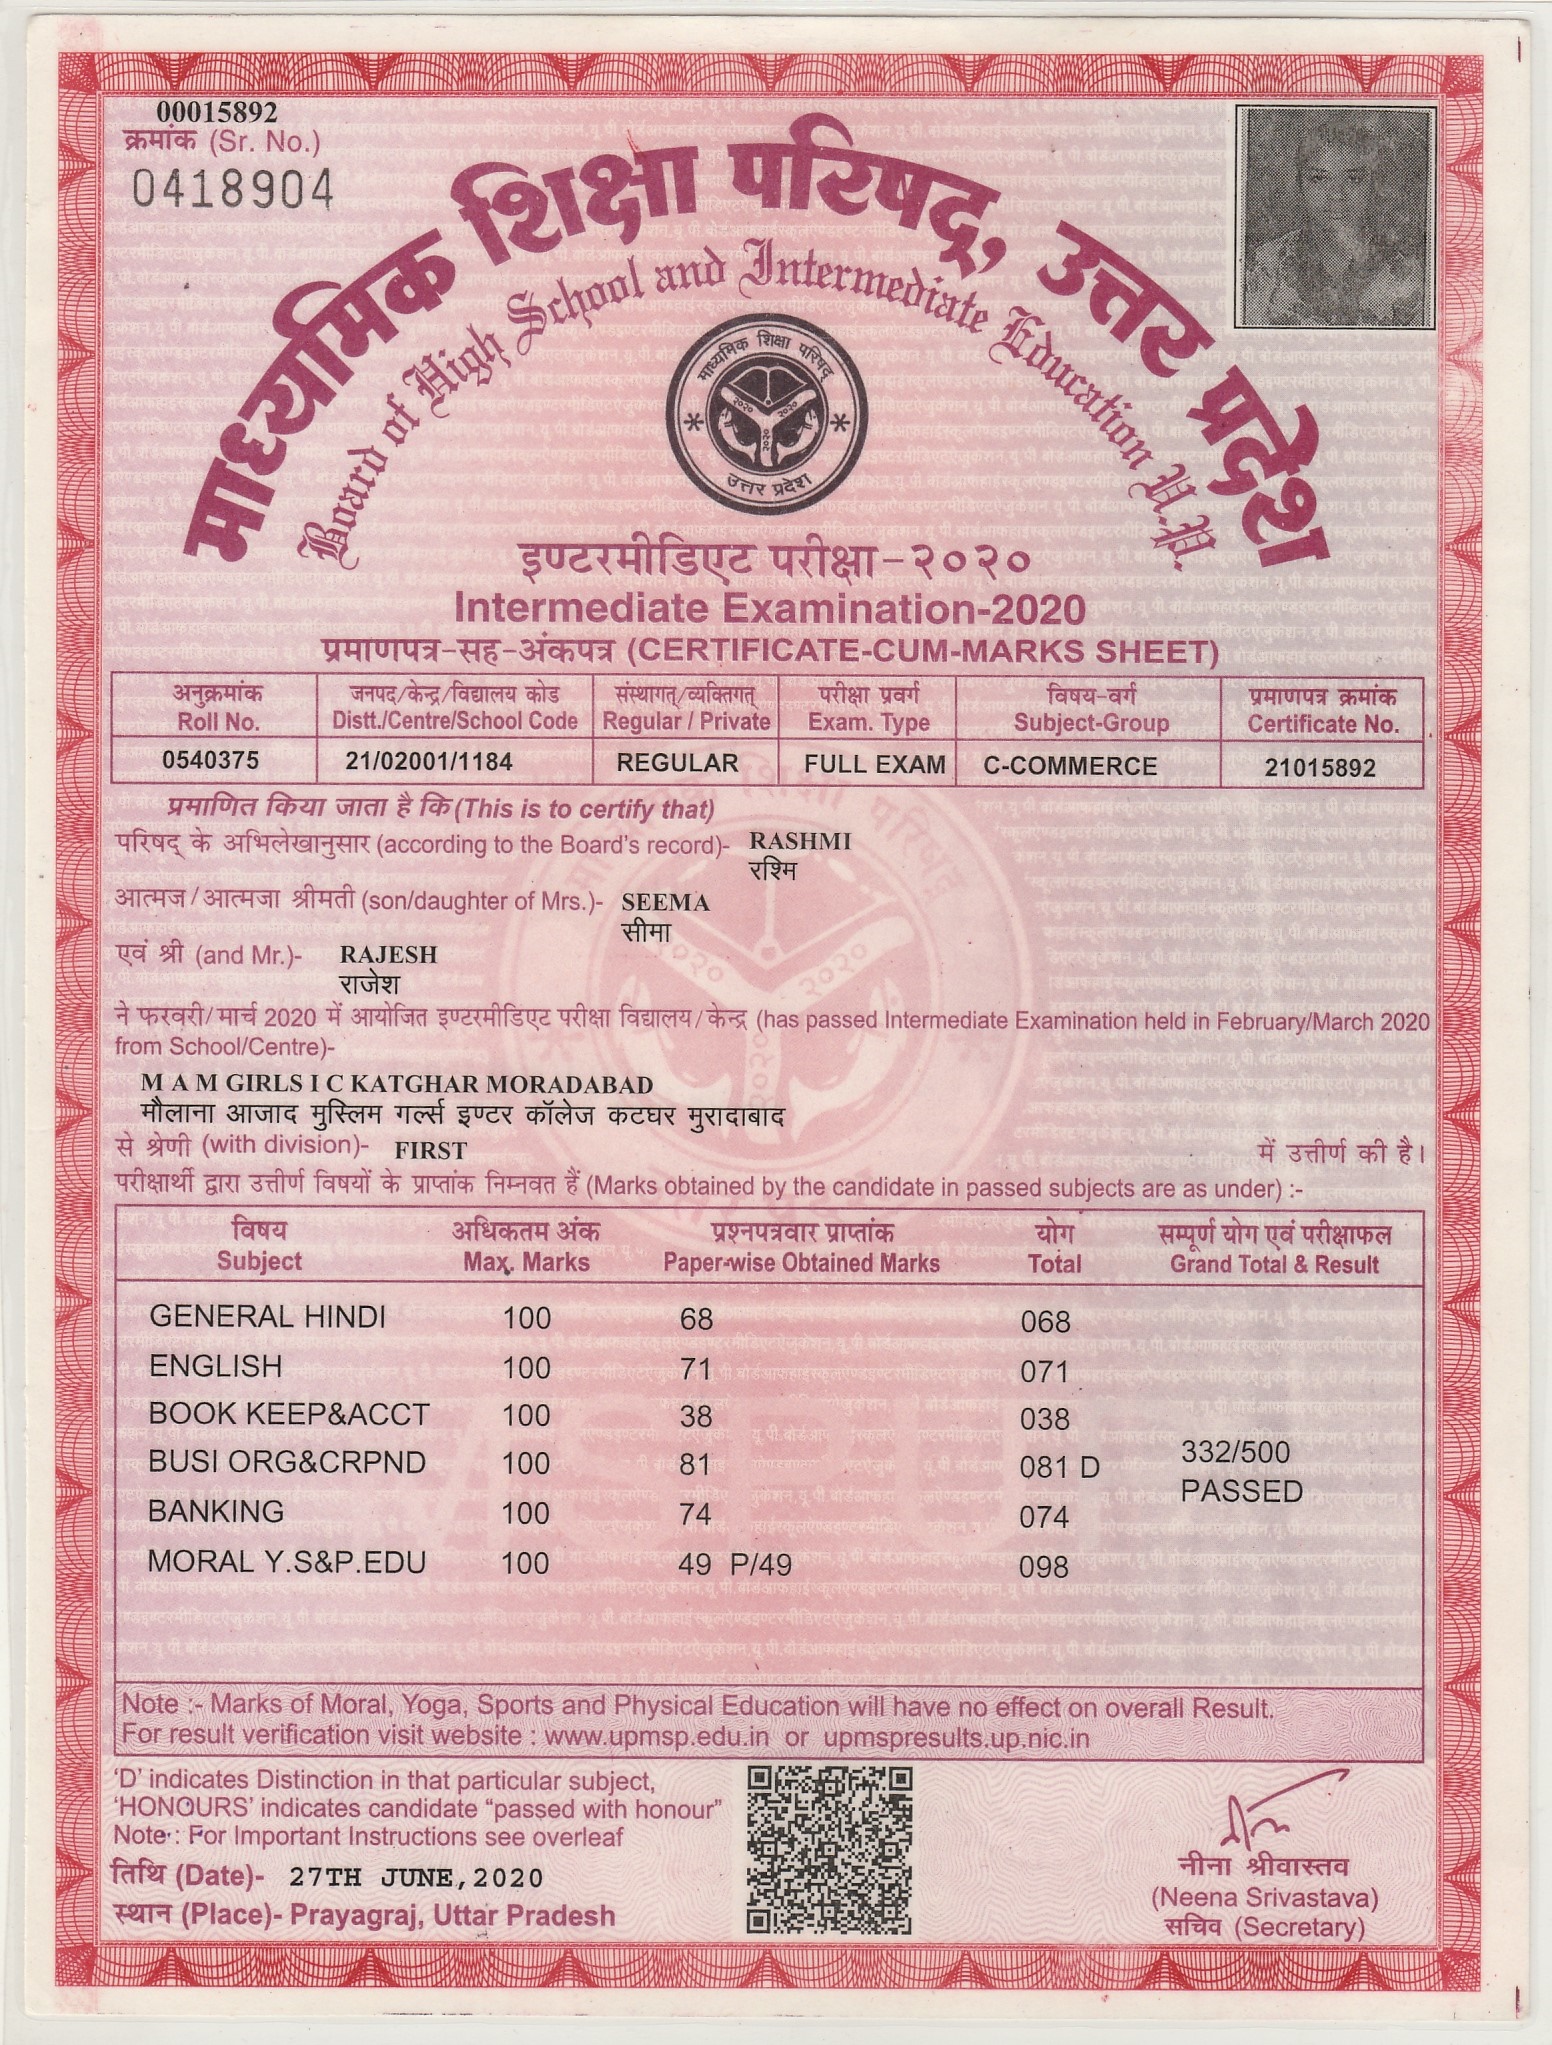 00015892
क्रमांक (Sr. No.)
0418904
माध्यमिक शिक्षा परिषद्, उत्तर प्रदेश
Board of High School and Intermediate Education U.P.
माध्यमिक शिक्षा परिषद्
२०२० २०२०
२०२०
उत्तर प्रदेश
इण्टरमीडिएट परीक्षा-२०२०
Intermediate Examination-2020
प्रमाणपत्र-सह-अंकपत्र (CERTIFICATE-CUM-MARKS SHEET)
अनुक्रमांक जनपद/केन्द्र/विद्यालय कोड संस्थागत्/व्यक्तिगत् परीक्षा प्रवर्ग विषय-वर्ग प्रमाणपत्र क्रमांक
Roll No. Distt./Centre/School Code Regular / Private Exam. Type Subject-Group Certificate No.
0540375 21/02001/1184 REGULAR FULL EXAM C-COMMERCE 21015892
प्रमाणित किया जाता है कि (This is to certify that)
परिषद् के अभिलेखानुसार (according to the Board's record)- RASHMI
रश्मि
आत्मज/आत्मजा श्रीमती (son/daughter of Mrs.)- SEEMA
सीमा
एवं श्री (and Mr.)- RAJESH
राजेश
ने फरवरी/मार्च 2020 में आयोजित इण्टरमीडिएट परीक्षा विद्यालय/केन्द्र (has passed Intermediate Examination held in February/March 2020
from School/Centre)-
M A M GIRLS I C KATGHAR MORADABAD
मौलाना आजाद मुस्लिम गर्ल्स इण्टर कॉलेज कटघर मुरादाबाद
से श्रेणी (with division)- FIRST में उत्तीर्ण की है।
परीक्षार्थी द्वारा उत्तीर्ण विषयों के प्राप्तांक निम्नवत हैं (Marks obtained by the candidate in passed subjects are as under) :-
विषय अधिकतम अंक प्रश्नपत्रवार प्राप्तांक योग सम्पूर्ण योग एवं परीक्षाफल
Subject Max. Marks Paper-wise Obtained Marks Total Grand Total & Result
GENERAL HINDI 100 68 068
ENGLISH 100 71 071
BOOK KEEP&ACCT 100 38 038
BUSI ORG&CRPND 100 81 081 D 332/500
PASSED
BANKING 100 74 074
MORAL Y.S&P.EDU 100 49 P/49 098
Note :- Marks of Moral, Yoga, Sports and Physical Education will have no effect on overall Result.
For result verification visit website : www.upmsp.edu.in or upmspresults.up.nic.in
'D' indicates Distinction in that particular subject,
'HONOURS' indicates candidate "passed with honour"
Note : For Important Instructions see overleaf
तिथि (Date)- 27TH JUNE,2020
स्थान (Place)- Prayagraj, Uttar Pradesh
नीना श्रीवास्तव
(Neena Srivastava)
सचिव (Secretary)